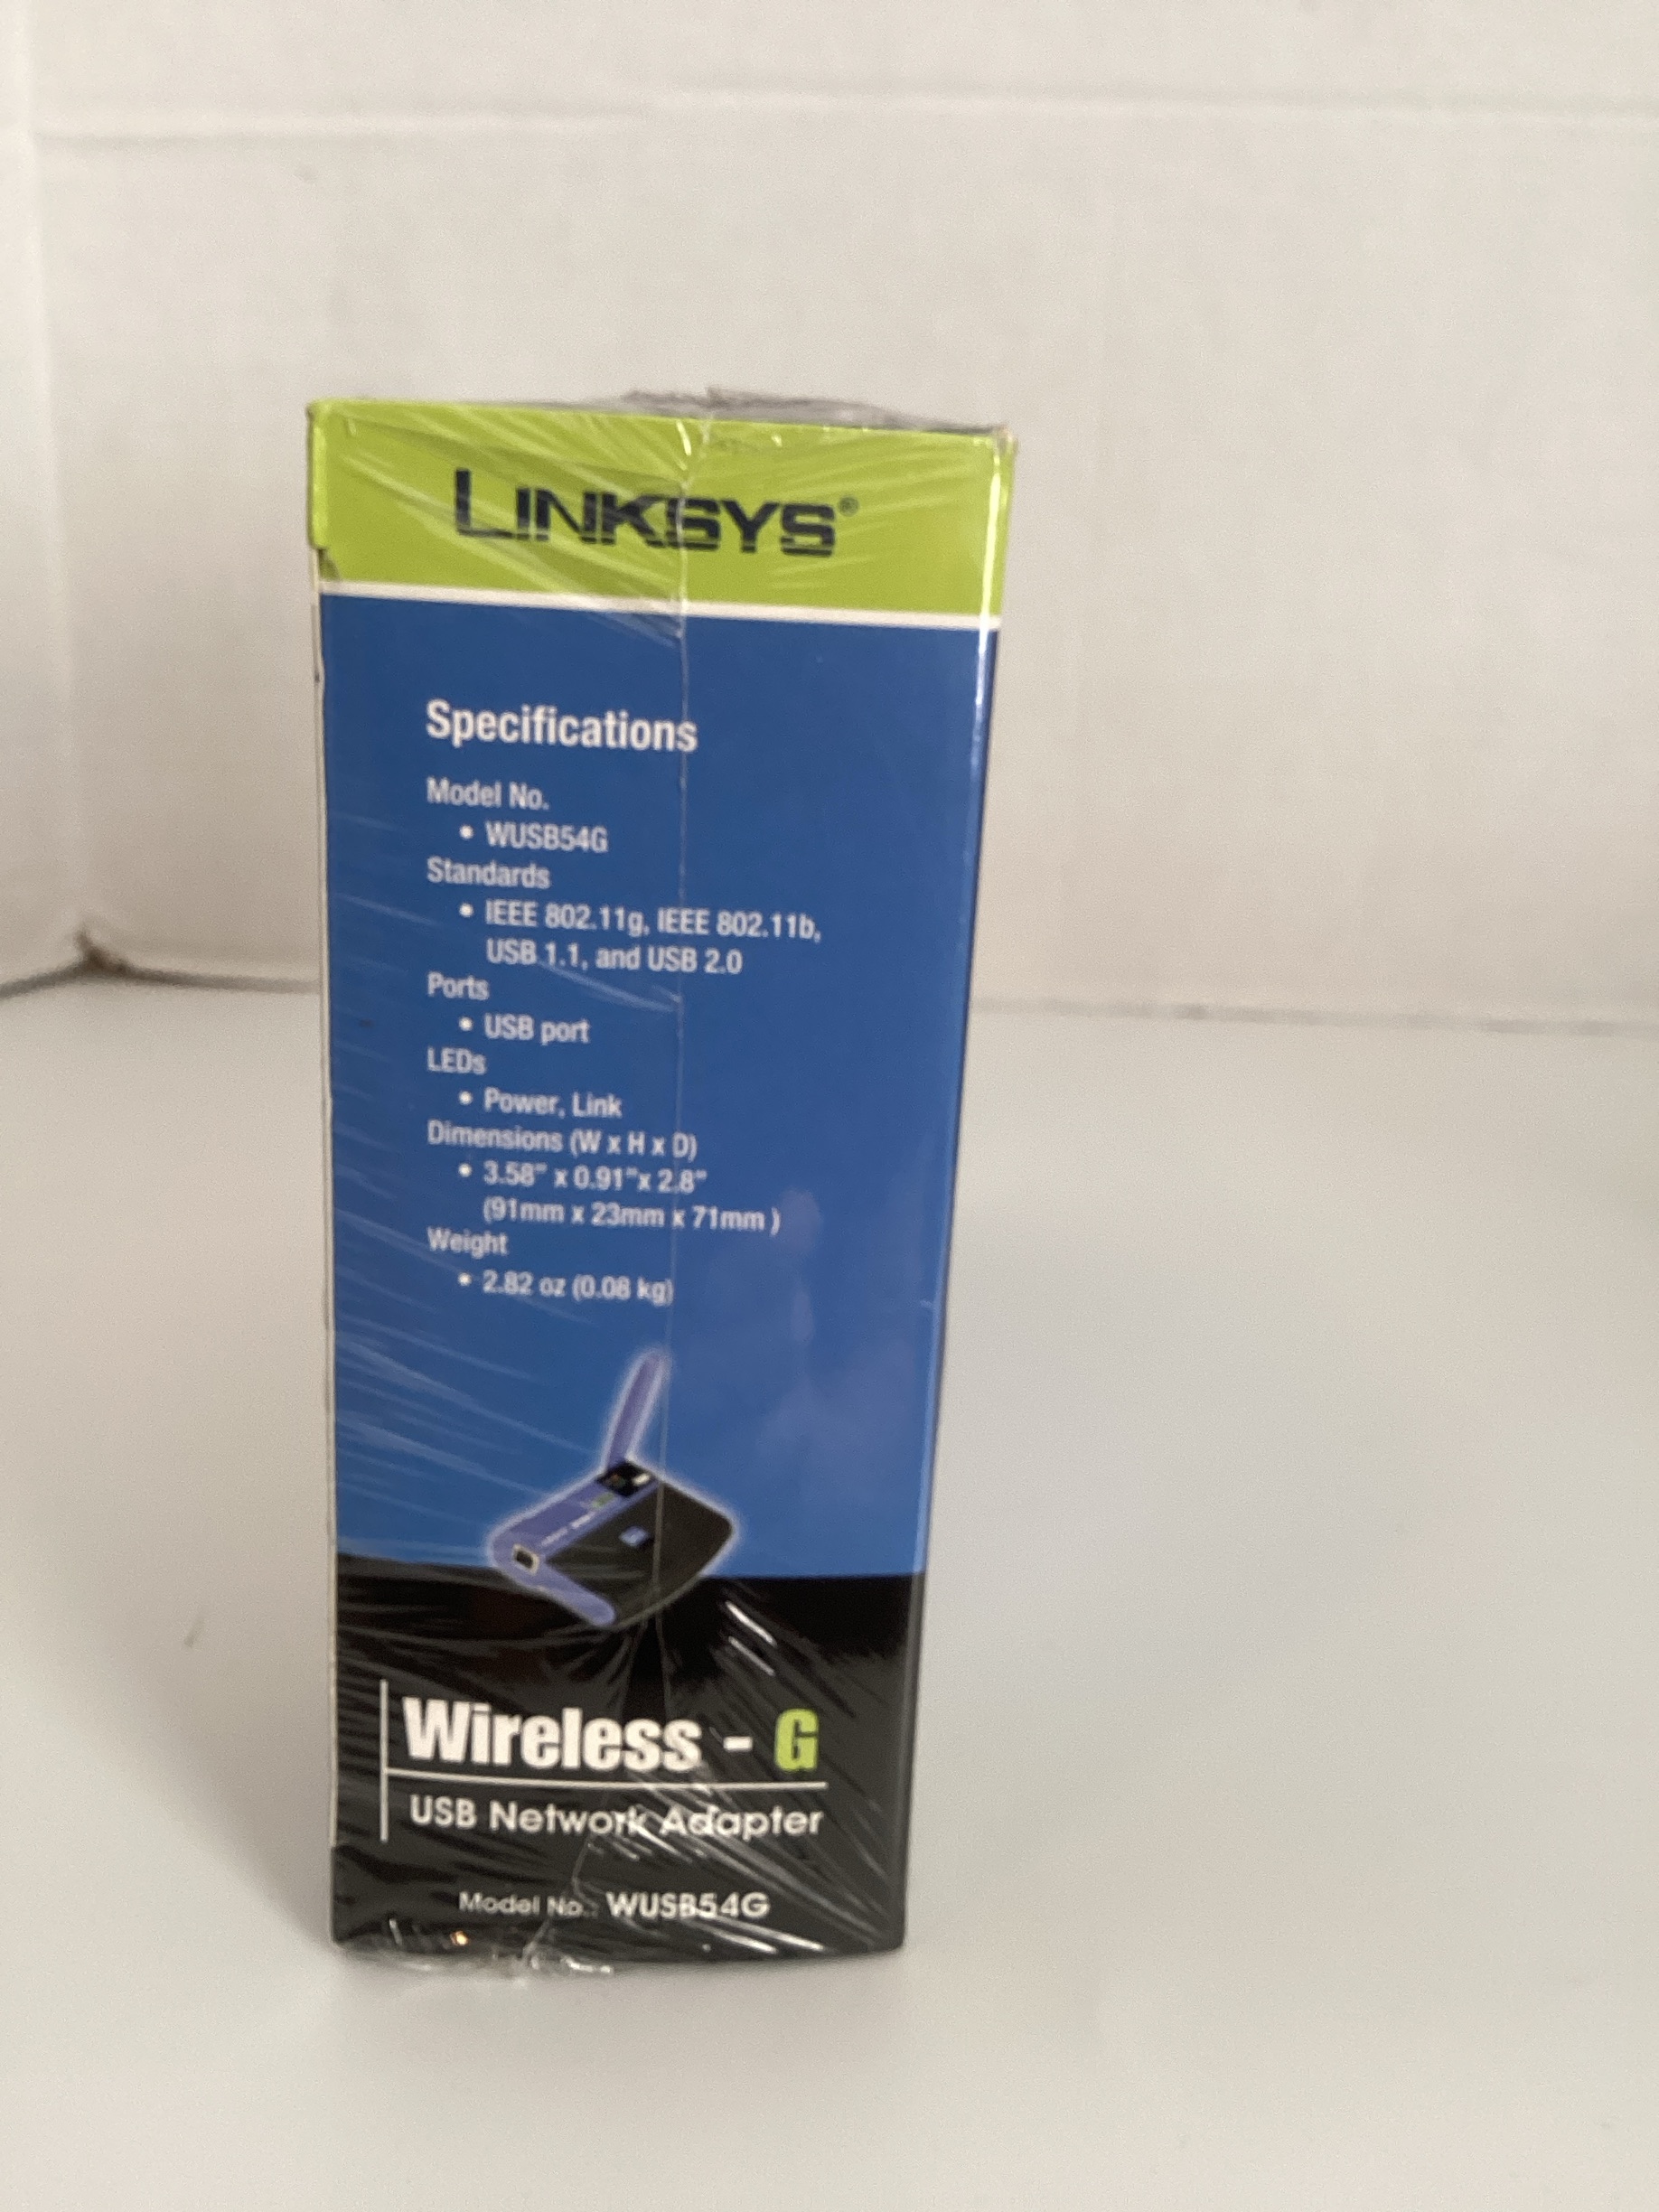 LINKSYS®
Specifications
Model No.
• WUSB54G
Standards
• IEEE 802.11g, IEEE 802.11b,
USB 1.1, and USB 2.0
Ports
• USB port
LEDs
• Power, Link
Dimensions (W x H x D)
• 3.58" x 0.91"x 2.8"
(91mm x 23mm x 71mm )
Weight
• 2.82 oz (0.08 kg)
Wireless - G
USB Network Adapter
Model No.: WUSB54G